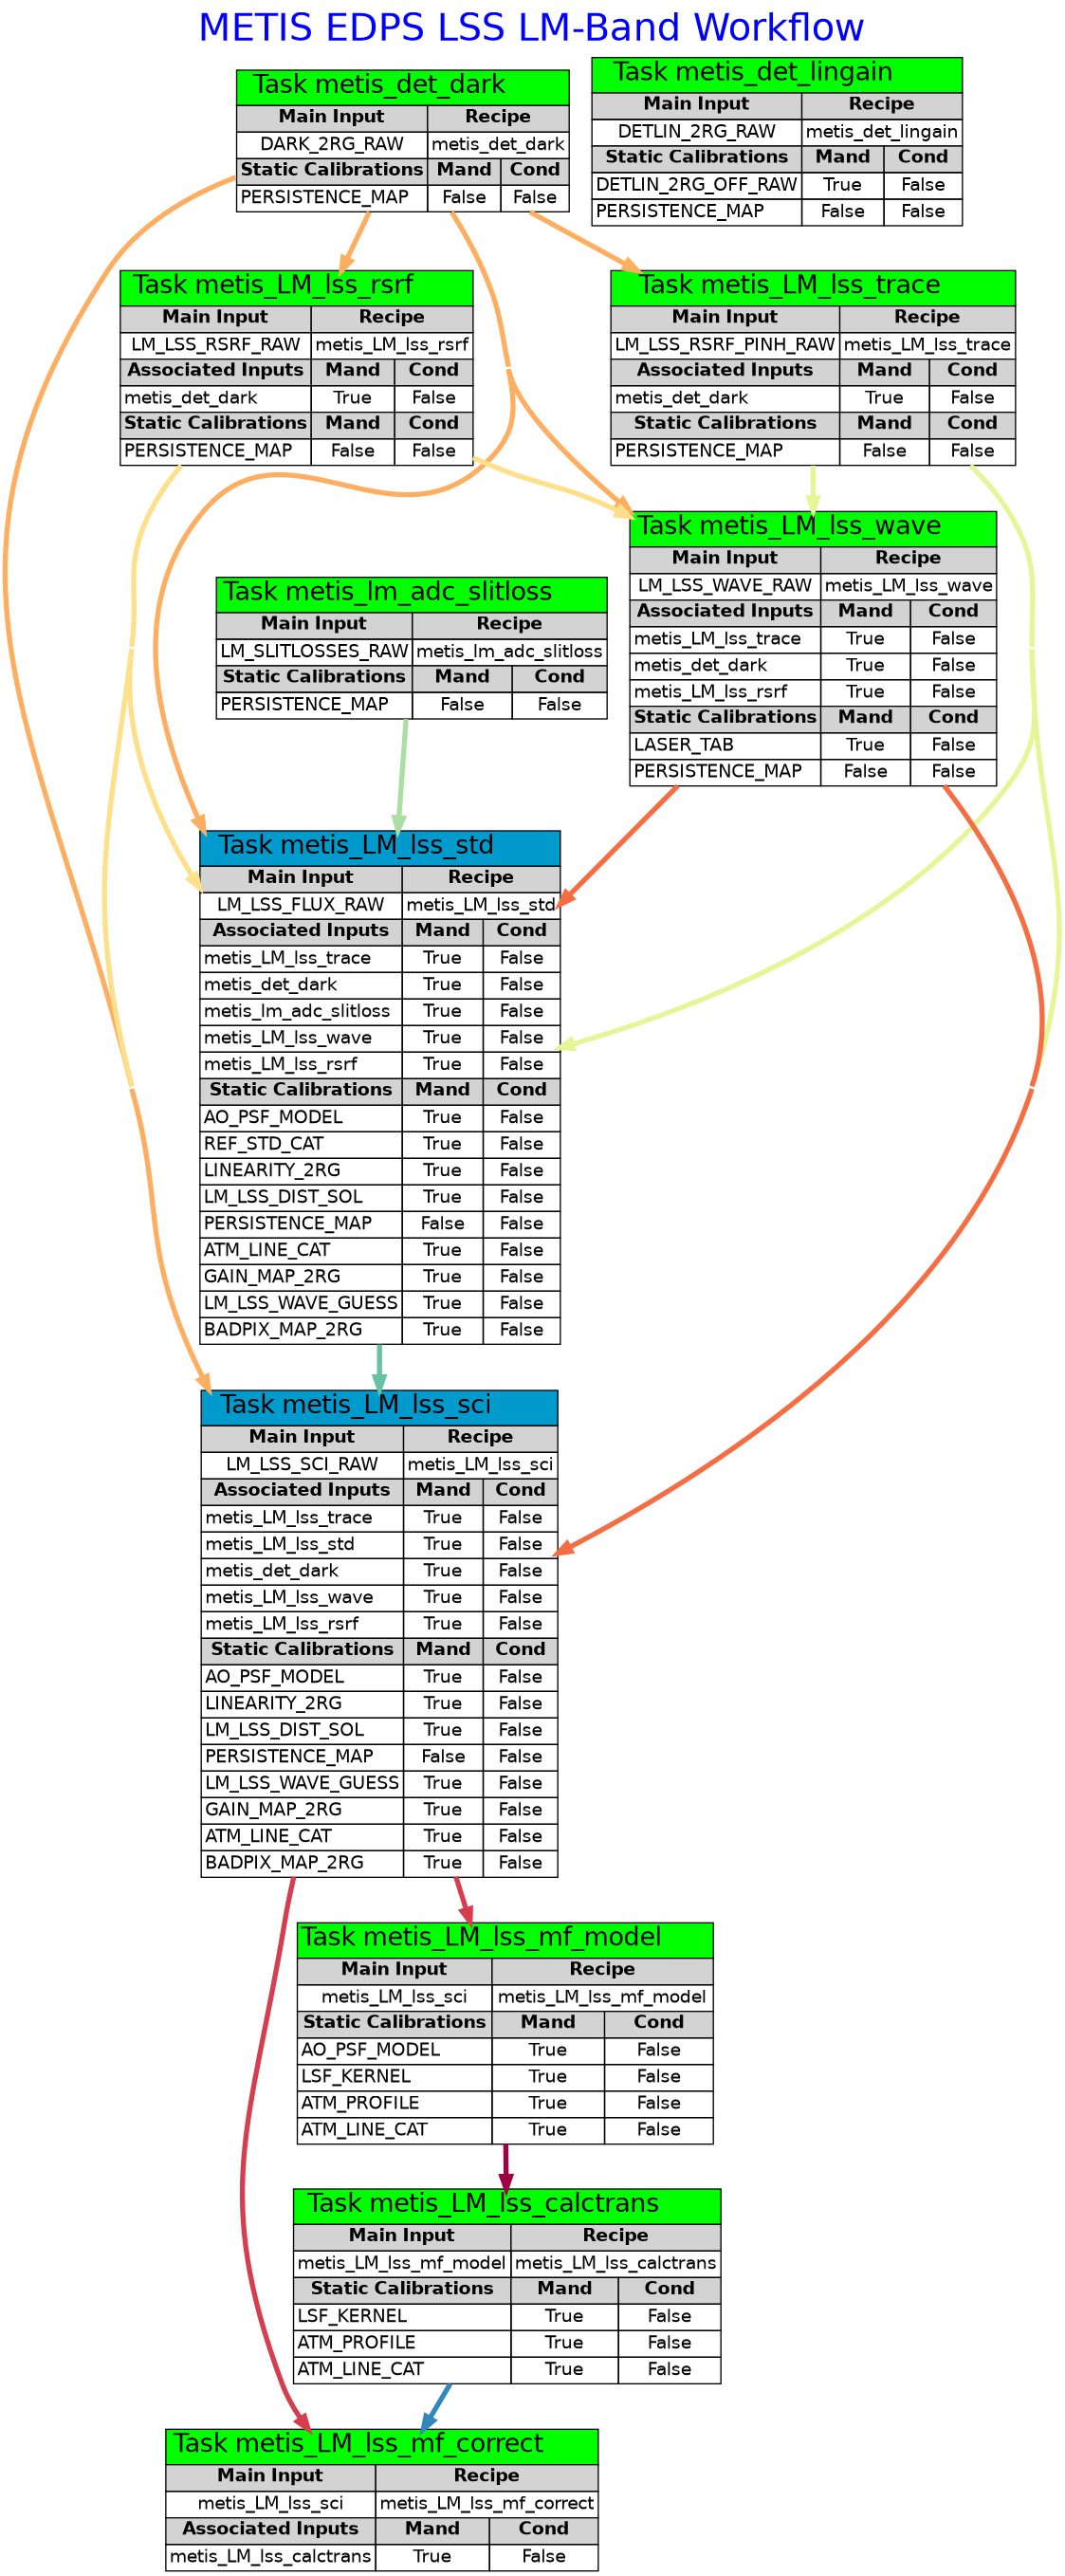 METIS EDPS LSS LM-Band Workflow
Task metis_det_dark
Main Input Recipe
DARK_2RG_RAW metis_det_dark
Static Calibrations Mand Cond
PERSISTENCE_MAP False False
Task metis_det_lingain
Main Input Recipe
DETLIN_2RG_RAW metis_det_lingain
Static Calibrations Mand Cond
DETLIN_2RG_OFF_RAW True False
PERSISTENCE_MAP False False
Task metis_LM_lss_rsrf
Main Input Recipe
LM_LSS_RSRF_RAW metis_LM_lss_rsrf
Associated Inputs Mand Cond
metis_det_dark True False
Static Calibrations Mand Cond
PERSISTENCE_MAP False False
Task metis_LM_lss_trace
Main Input Recipe
LM_LSS_RSRF_PINH_RAW metis_LM_lss_trace
Associated Inputs Mand Cond
metis_det_dark True False
Static Calibrations Mand Cond
PERSISTENCE_MAP False False
Task metis_LM_lss_wave
Main Input Recipe
LM_LSS_WAVE_RAW metis_LM_lss_wave
Associated Inputs Mand Cond
metis_LM_lss_trace True False
metis_det_dark True False
metis_LM_lss_rsrf True False
Static Calibrations Mand Cond
LASER_TAB True False
PERSISTENCE_MAP False False
Task metis_lm_adc_slitloss
Main Input Recipe
LM_SLITLOSSES_RAW metis_lm_adc_slitloss
Static Calibrations Mand Cond
PERSISTENCE_MAP False False
Task metis_LM_lss_std
Main Input Recipe
LM_LSS_FLUX_RAW metis_LM_lss_std
Associated Inputs Mand Cond
metis_LM_lss_trace True False
metis_det_dark True False
metis_lm_adc_slitloss True False
metis_LM_lss_wave True False
metis_LM_lss_rsrf True False
Static Calibrations Mand Cond
AO_PSF_MODEL True False
REF_STD_CAT True False
LINEARITY_2RG True False
LM_LSS_DIST_SOL True False
PERSISTENCE_MAP False False
ATM_LINE_CAT True False
GAIN_MAP_2RG True False
LM_LSS_WAVE_GUESS True False
BADPIX_MAP_2RG True False
Task metis_LM_lss_sci
Main Input Recipe
LM_LSS_SCI_RAW metis_LM_lss_sci
Associated Inputs Mand Cond
metis_LM_lss_trace True False
metis_LM_lss_std True False
metis_det_dark True False
metis_LM_lss_wave True False
metis_LM_lss_rsrf True False
Static Calibrations Mand Cond
AO_PSF_MODEL True False
LINEARITY_2RG True False
LM_LSS_DIST_SOL True False
PERSISTENCE_MAP False False
LM_LSS_WAVE_GUESS True False
GAIN_MAP_2RG True False
ATM_LINE_CAT True False
BADPIX_MAP_2RG True False
Task metis_LM_lss_mf_model
Main Input Recipe
metis_LM_lss_sci metis_LM_lss_mf_model
Static Calibrations Mand Cond
AO_PSF_MODEL True False
LSF_KERNEL True False
ATM_PROFILE True False
ATM_LINE_CAT True False
Task metis_LM_lss_calctrans
Main Input Recipe
metis_LM_lss_mf_model metis_LM_lss_calctrans
Static Calibrations Mand Cond
LSF_KERNEL True False
ATM_PROFILE True False
ATM_LINE_CAT True False
Task metis_LM_lss_mf_correct
Main Input Recipe
metis_LM_lss_sci metis_LM_lss_mf_correct
Associated Inputs Mand Cond
metis_LM_lss_calctrans True False